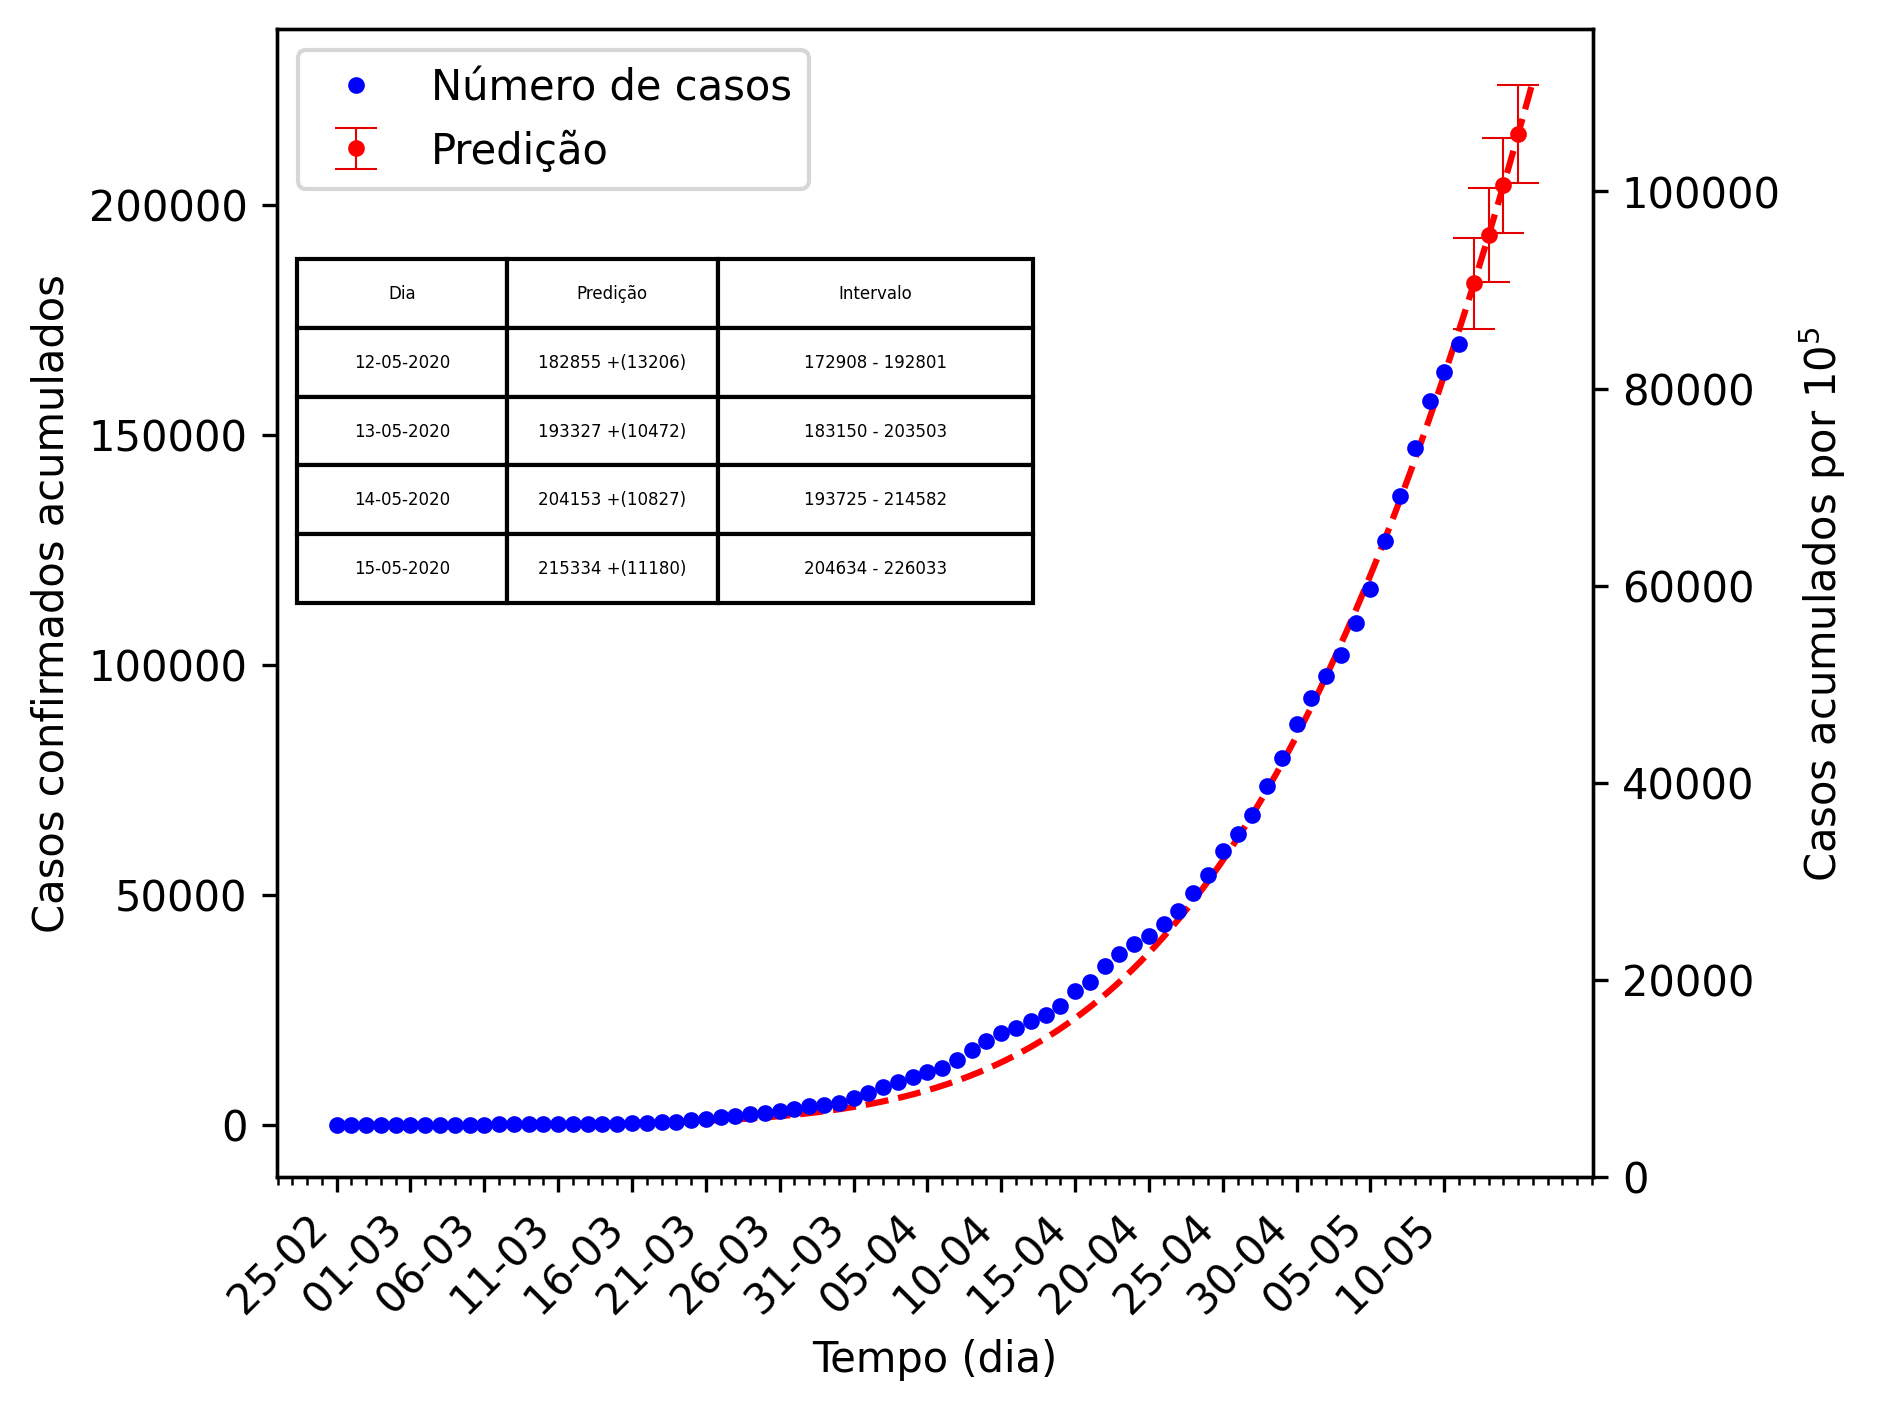 Número de casos
Predição
Dia Predição Intervalo
12-05-2020 182855 +(13206) 172908 - 192801
13-05-2020 193327 +(10472) 183150 - 203503
14-05-2020 204153 +(10827) 193725 - 214582
15-05-2020 215334 +(11180) 204634 - 226033
Casos confirmados acumulados
200000
150000
100000
50000
0
100000
80000
60000
40000
20000
0
Casos acumulados por 10⁵
25-02
01-03
06-03
11-03
16-03
21-03
26-03
31-03
05-04
10-04
15-04
20-04
25-04
30-04
05-05
10-05
Tempo (dia)